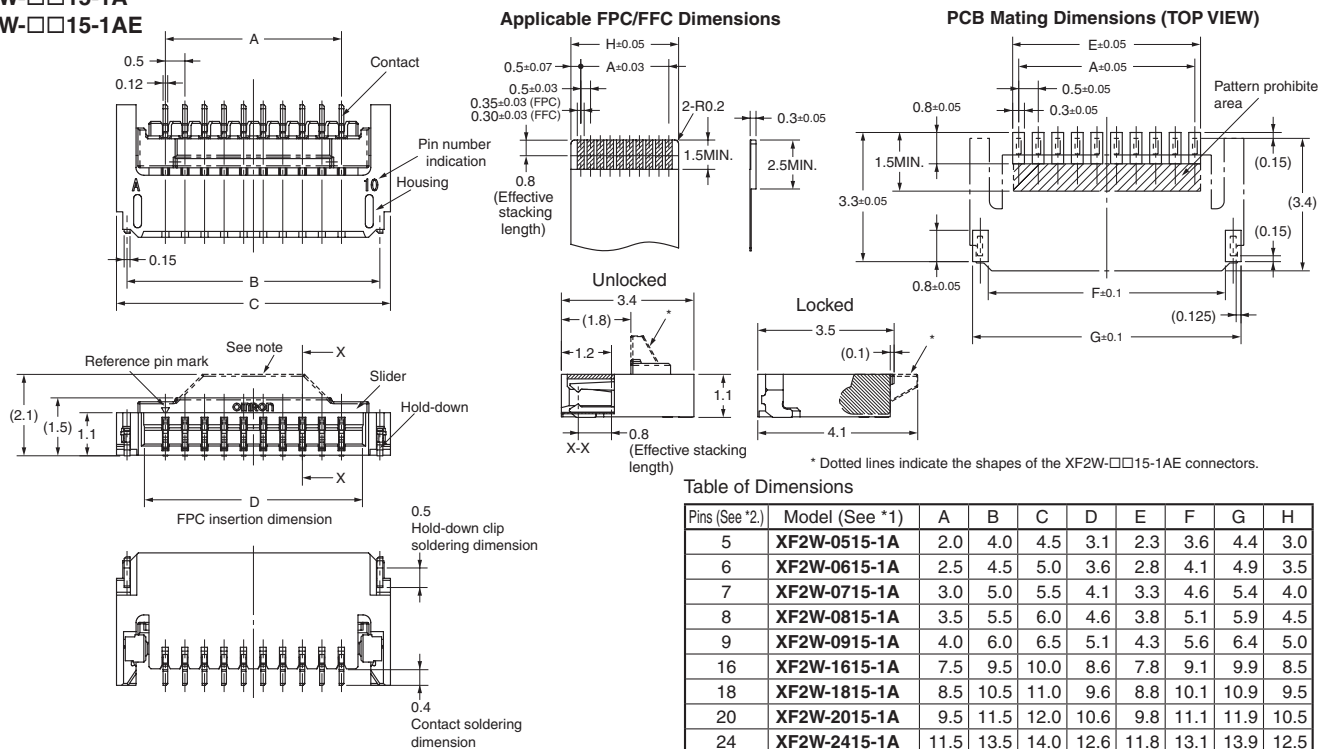 W-□□15-1A
W-□□15-1AE
A
0.5
0.12
Contact
Pin number
indication
Housing
A
10
0.15
B
C
Applicable FPC/FFC Dimensions
H±0.05
0.5±0.07
A±0.03
0.5±0.03
0.35±0.03 (FPC)
0.30±0.03 (FFC)
2-R0.2
0.3±0.05
1.5MIN.
2.5MIN.
0.8
(Effective
stacking
length)
PCB Mating Dimensions (TOP VIEW)
E±0.05
A±0.05
0.5±0.05
0.3±0.05
Pattern prohibite
area
0.8±0.05
1.5MIN.
3.3±0.05
(0.15)
(3.4)
(0.15)
0.8±0.05
F±0.1
(0.125)
G±0.1
Reference pin mark
See note
X
Slider
Hold-down
OMRON
(2.1)
(1.5)
1.1
X
D
FPC insertion dimension
Unlocked
3.4
(1.8)
*
1.2
1.1
X-X
0.8
(Effective stacking
length)
Locked
3.5
(0.1)
*
4.1
* Dotted lines indicate the shapes of the XF2W-□□15-1AE connectors.
0.5
Hold-down clip
soldering dimension
0.4
Contact soldering
dimension
Table of Dimensions
Pins (See *2.) Model (See *1) A B C D E F G H
5 XF2W-0515-1A 2.0 4.0 4.5 3.1 2.3 3.6 4.4 3.0
6 XF2W-0615-1A 2.5 4.5 5.0 3.6 2.8 4.1 4.9 3.5
7 XF2W-0715-1A 3.0 5.0 5.5 4.1 3.3 4.6 5.4 4.0
8 XF2W-0815-1A 3.5 5.5 6.0 4.6 3.8 5.1 5.9 4.5
9 XF2W-0915-1A 4.0 6.0 6.5 5.1 4.3 5.6 6.4 5.0
16 XF2W-1615-1A 7.5 9.5 10.0 8.6 7.8 9.1 9.9 8.5
18 XF2W-1815-1A 8.5 10.5 11.0 9.6 8.8 10.1 10.9 9.5
20 XF2W-2015-1A 9.5 11.5 12.0 10.6 9.8 11.1 11.9 10.5
24 XF2W-2415-1A 11.5 13.5 14.0 12.6 11.8 13.1 13.9 12.5